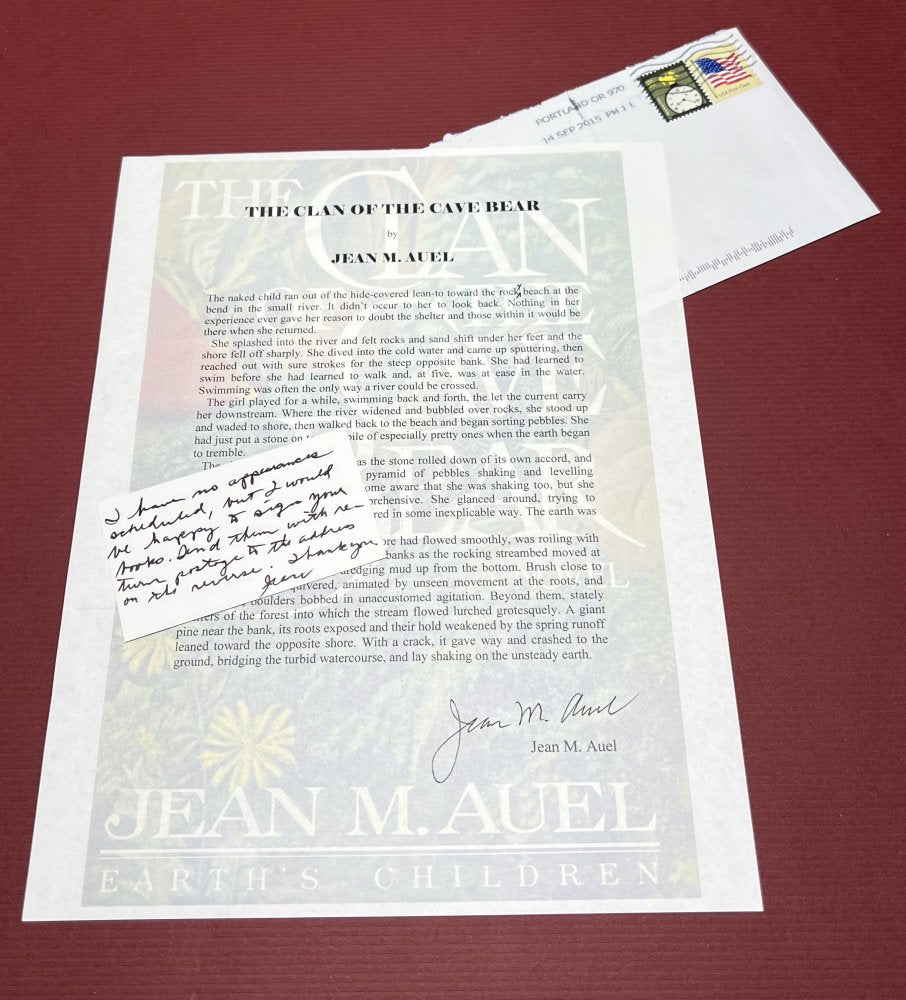 PORTLAND OR 970
14 SEP 2015 PM 11
USA First-Class
THE CLAN
CAVE
BEAR
THE CLAN OF THE CAVE BEAR
by
JEAN M. AUEL
The naked child ran out of the hide-covered lean-to toward the rocky beach at the
bend in the small river. It didn't occur to her to look back. Nothing in her
experience ever gave her reason to doubt the shelter and those within it would be
there when she returned.
She splashed into the river and felt rocks and sand shift under her feet and the
shore fell off sharply. She dived into the cold water and came up sputtering, then
reached out with sure strokes for the steep opposite bank. She had learned to
swim before she had learned to walk and, at five, was at ease in the water.
Swimming was often the only way a river could be crossed.
The girl played for a while, swimming back and forth, the let the current carry
her downstream. Where the river widened and bubbled over rocks, she stood up
and waded to shore, then walked back to the beach and began sorting pebbles. She
had just put a stone on pile of especially pretty ones when the earth began
to tremble.
as the stone rolled down of its own accord, and
pyramid of pebbles shaking and levelling
she was shaking too, but she
She glanced around, trying to
in some inexplicable way. The earth was
had flowed smoothly, was roiling with
banks as the rocking streambed moved at
mud up from the bottom. Brush close to
quivered, animated by unseen movement at the roots, and
boulders bobbed in unaccustomed agitation. Beyond them, stately
of the forest into which the stream flowed lurched grotesquely. A giant
pine near the bank, its roots exposed and their hold weakened by the spring runoff
leaned toward the opposite shore. With a crack, it gave way and crashed to the
ground, bridging the turbid watercourse, and lay shaking on the unsteady earth.
I have no appearances
scheduled, but I would
be happy to sign your
books. Send them with re-
turn postage to the address
on the reverse. Thank you
Jean
Jean M. Auel
Jean M. Auel
JEAN M. AUEL
EARTH'S CHILDREN